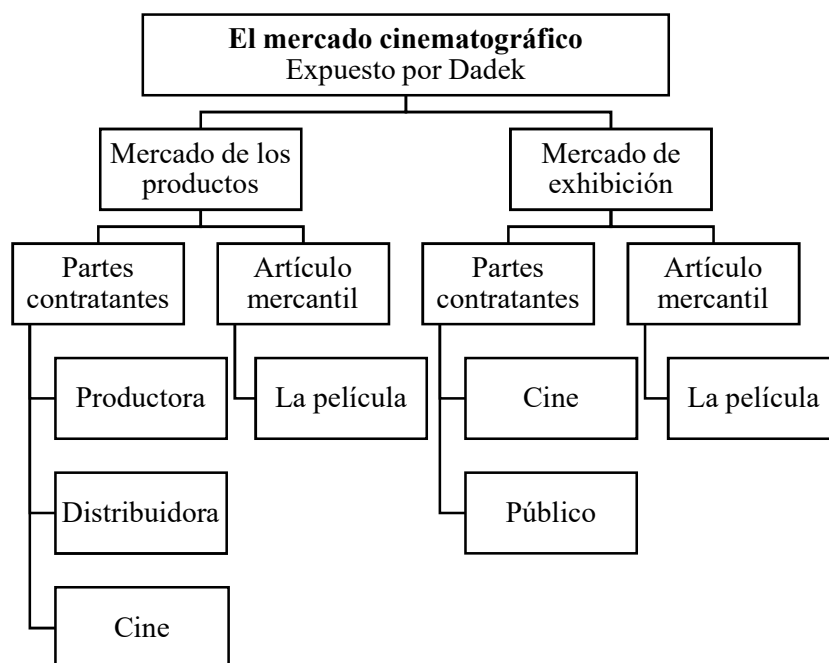 El mercado cinematográfico
Expuesto por Dadek
Mercado de los
productos
Mercado de
exhibición
Partes
contratantes
Artículo
mercantil
Partes
contratantes
Artículo
mercantil
Productora
La película
Cine
La película
Distribuidora
Público
Cine